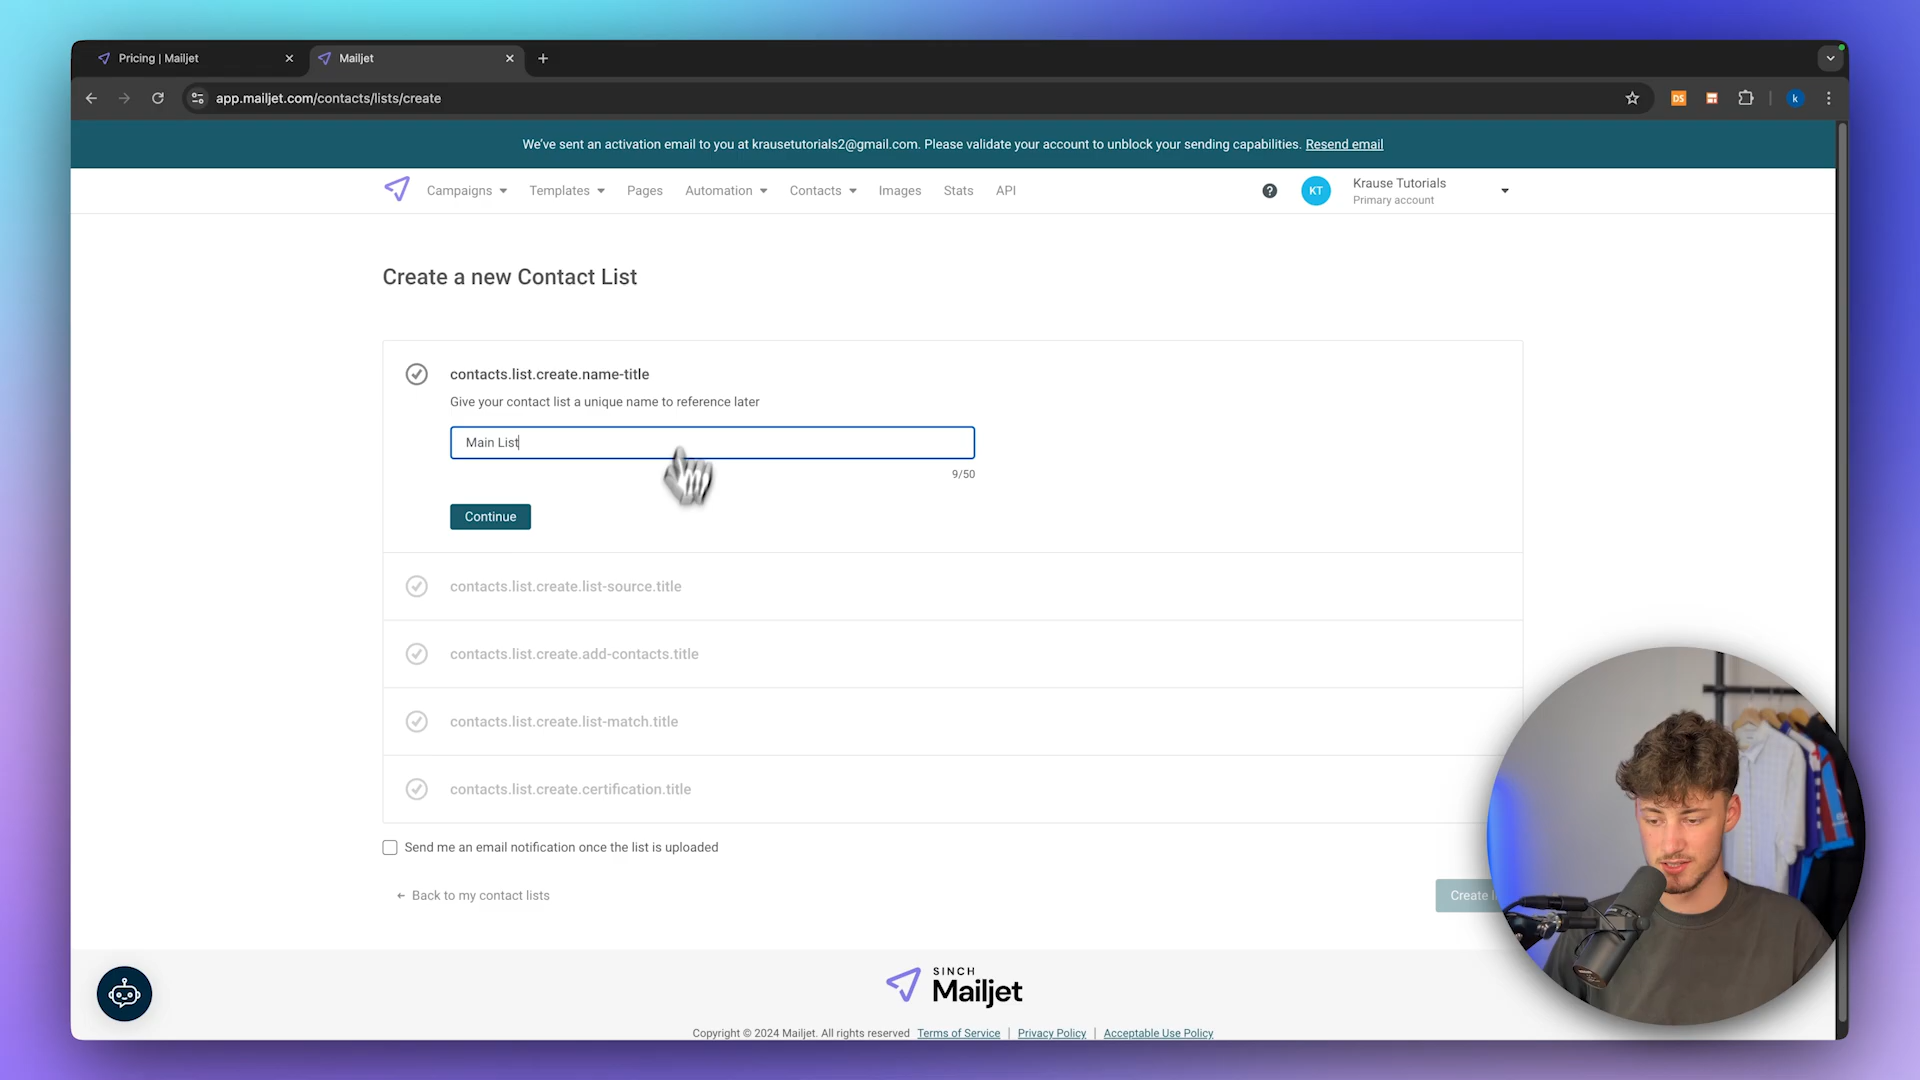 Pricing | Mailjet
Mailjet
app.mailjet.com/contacts/lists/create
DS
k
We've sent an activation email to you at krausetutorials2@gmail.com. Please validate your account to unblock your sending capabilities. Resend email
Campaigns Templates Pages Automation Contacts Images Stats API
KT
Krause Tutorials
Primary account
Create a new Contact List
contacts.list.create.name-title
Give your contact list a unique name to reference later
Main List
9/50
Continue
contacts.list.create.list-source.title
contacts.list.create.add-contacts.title
contacts.list.create.list-match.title
contacts.list.create.certification.title
Send me an email notification once the list is uploaded
Back to my contact lists
Create
SINCH
Mailjet
Copyright © 2024 Mailjet. All rights reserved Terms of Service | Privacy Policy | Acceptable Use Policy